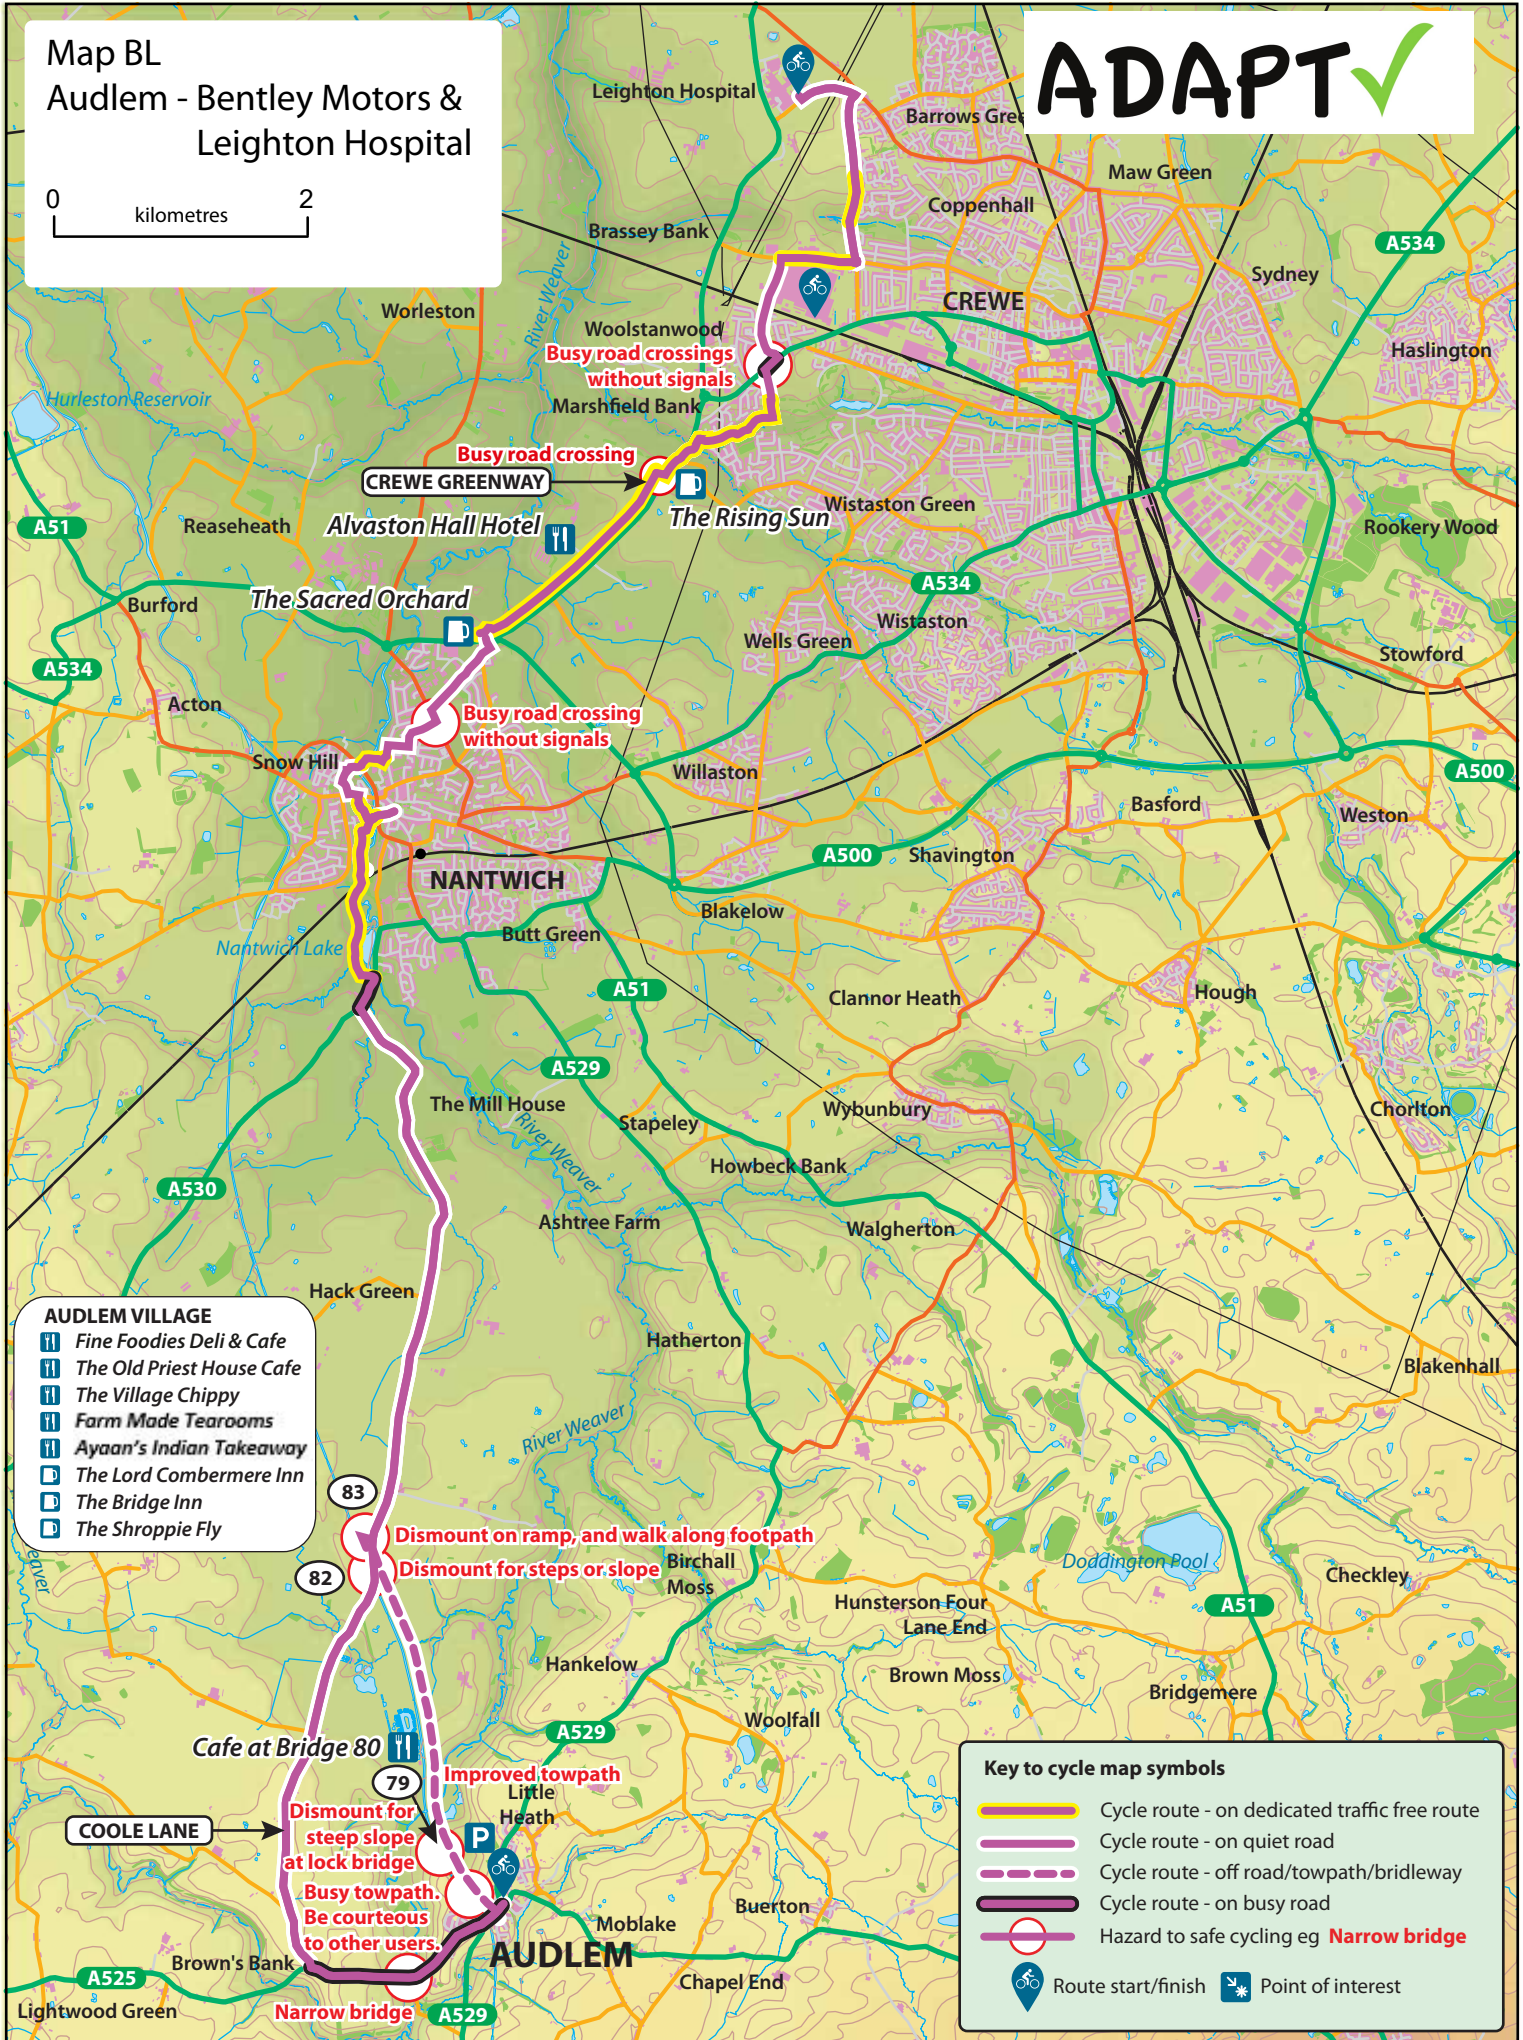 Map BL
Audlem - Bentley Motors &
Leighton Hospital
0
kilometres
2
ADAPT
Leighton Hospital
Barrows Gree
Maw Green
Coppenhall
Brassey Bank
A534
Sydney
River Weaver
Worleston
CREWE
Woolstanwood
Busy road crossings
without signals
Haslington
Hurleston Reservoir
Marshfield Bank
Busy road crossing
CREWE GREENWAY
A51
Reaseheath
Alvaston Hall Hotel
The Rising Sun
Wistaston Green
Rookery Wood
A534
The Sacred Orchard
Burford
Wistaston
Wells Green
Stowford
A534
Acton
Busy road crossing
without signals
Snow Hill
Willaston
A500
Basford
Weston
A500
Shavington
NANTWICH
Blakelow
Butt Green
Nantwich Lake
A51
Clannor Heath
Hough
A529
The Mill House
Stapeley
Wybunbury
Chorlton
River Weaver
Howbeck Bank
A530
Ashtree Farm
Walgherton
Hack Green
Hatherton
Blakenhall
AUDLEM VILLAGE
Fine Foodies Deli & Cafe
The Old Priest House Cafe
The Village Chippy
Farm Made Tearooms
Ayaan's Indian Takeaway
The Lord Combermere Inn
The Bridge Inn
The Shroppie Fly
River Weaver
83
Dismount on ramp, and walk along footpath
82
Dismount for steps or slope
Birchall
Moss
Doddington Pool
Checkley
eaver
Hunsterson Four
Lane End
A51
Hankelow
Brown Moss
Bridgemere
Woolfall
A529
Cafe at Bridge 80
79
Improved towpath
Little
Heath
COOLE LANE
Dismount for
steep slope
at lock bridge
P
Busy towpath.
Be courteous
to other users.
Buerton
Moblake
AUDLEM
Brown's Bank
A525
Chapel End
Lightwood Green
Narrow bridge
A529
Key to cycle map symbols
Cycle route - on dedicated traffic free route
Cycle route - on quiet road
Cycle route - off road/towpath/bridleway
Cycle route - on busy road
Hazard to safe cycling eg Narrow bridge
Route start/finish
Point of interest